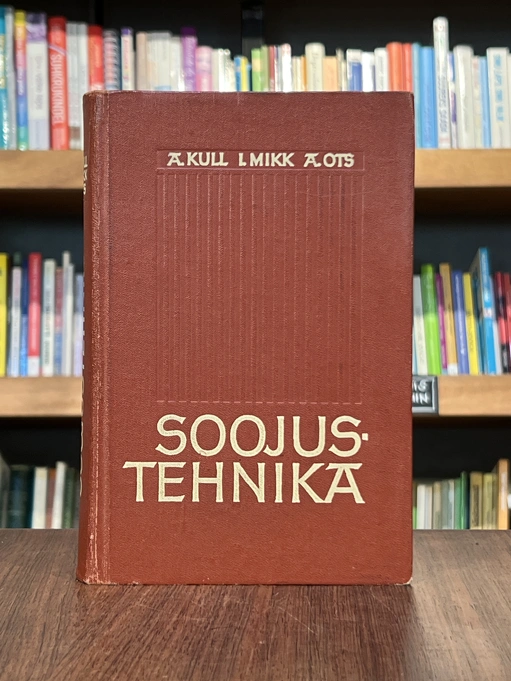 A. KULL I. MIKK A. OTS
SOOJUS-
TEHNIKA